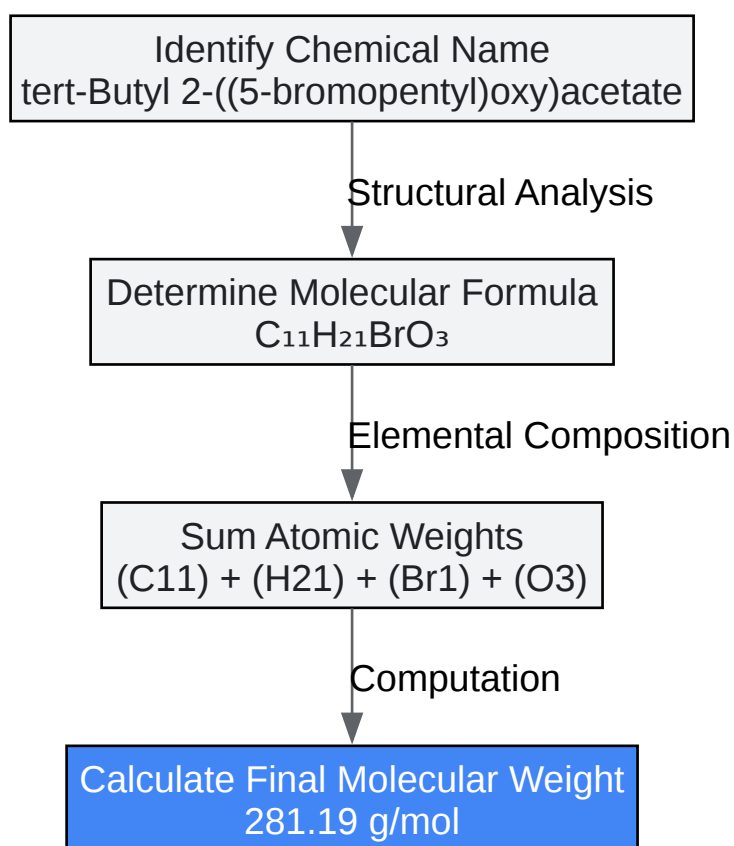 Identify Chemical Name
tert-Butyl 2-((5-bromopentyl)oxy)acetate
Structural Analysis
Determine Molecular Formula
C₁₁H₂₁BrO₃
Elemental Composition
Sum Atomic Weights
(C11) + (H21) + (Br1) + (O3)
Computation
Calculate Final Molecular Weight
281.19 g/mol